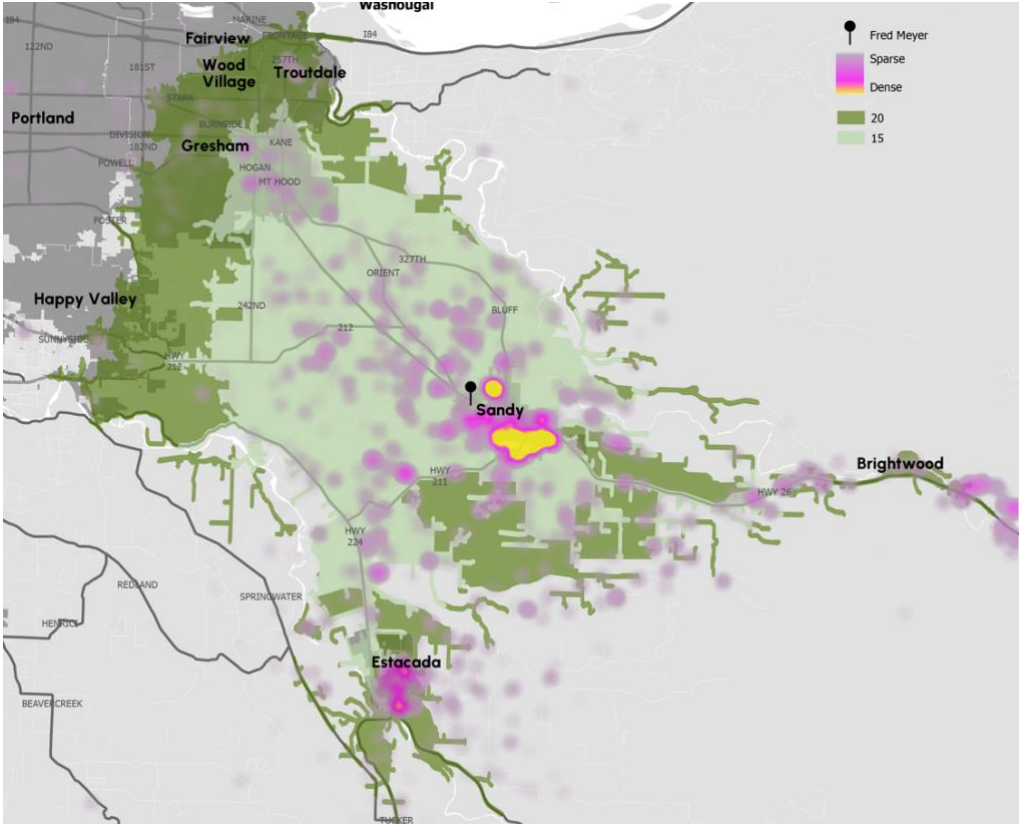 Washougal
I84
MARINE
Fairview
FRONTAGE
I84
122ND
257TH
181ST
Wood
Village
Troutdale
STARK
Portland
BURNSIDE
DIVISION
182ND
Gresham
KANE
POWELL
HOGAN
MT HOOD
FOSTER
327TH
ORIENT
Happy Valley
242ND
BLUFF
212
SUNNYSIDE
HWY
212
Sandy
HWY
211
Brightwood
HWY 26
HWY
224
REDLAND
SPRINGWATER
HENRICI
Estacada
BEAVERCREEK
TUCKER
Fred Meyer
Sparse
Dense
20
15